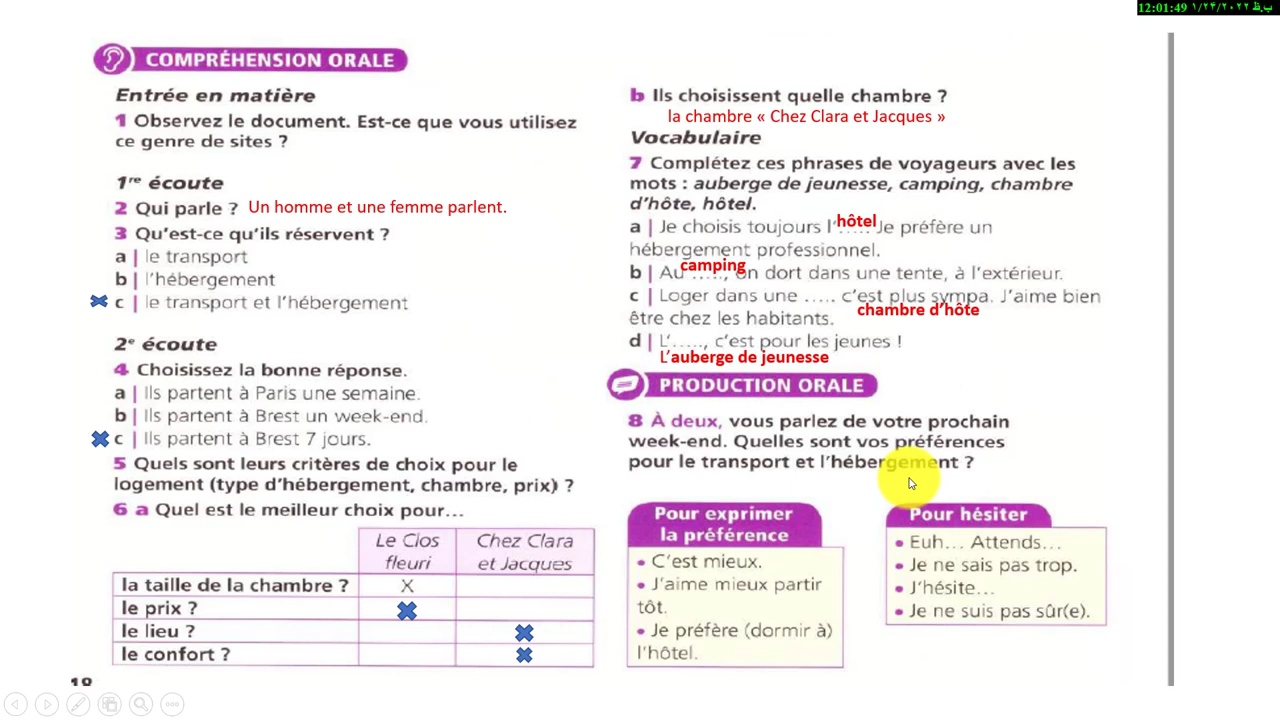 12:01:49 ۱/۲۴/۲۰۲۲ ب.ظ
COMPRÉHENSION ORALE
Entrée en matière
1 Observez le document. Est-ce que vous utilisez
ce genre de sites ?
1re écoute
2 Qui parle ? Un homme et une femme parlent.
3 Qu'est-ce qu'ils réservent ?
a | le transport
b | l'hébergement
c | le transport et l'hébergement
2e écoute
4 Choisissez la bonne réponse.
a | Ils partent à Paris une semaine.
b | Ils partent à Brest un week-end.
c | Ils partent à Brest 7 jours.
5 Quels sont leurs critères de choix pour le
logement (type d'hébergement, chambre, prix) ?
6 a Quel est le meilleur choix pour...
Le Clos
fleuri
Chez Clara
et Jacques
la taille de la chambre ? X
le prix ?
le lieu ?
le confort ?
18
b Ils choisissent quelle chambre ?
la chambre « Chez Clara et Jacques »
Vocabulaire
7 Complétez ces phrases de voyageurs avec les
mots : auberge de jeunesse, camping, chambre
d'hôte, hôtel.
hôtel
a | Je choisis toujours l'..... Je préfère un
hébergement professionnel.
camping
b | Au ....., on dort dans une tente, à l'extérieur.
c | Loger dans une ..... c'est plus sympa. J'aime bien
chambre d'hôte
être chez les habitants.
d | L'....., c'est pour les jeunes !
L'auberge de jeunesse
PRODUCTION ORALE
8 À deux, vous parlez de votre prochain
week-end. Quelles sont vos préférences
pour le transport et l'hébergement ?
Pour exprimer
la préférence
• C'est mieux.
• J'aime mieux partir
tôt.
• Je préfère (dormir à)
l'hôtel.
Pour hésiter
• Euh... Attends...
• Je ne sais pas trop.
• J'hésite...
• Je ne suis pas sûr(e).